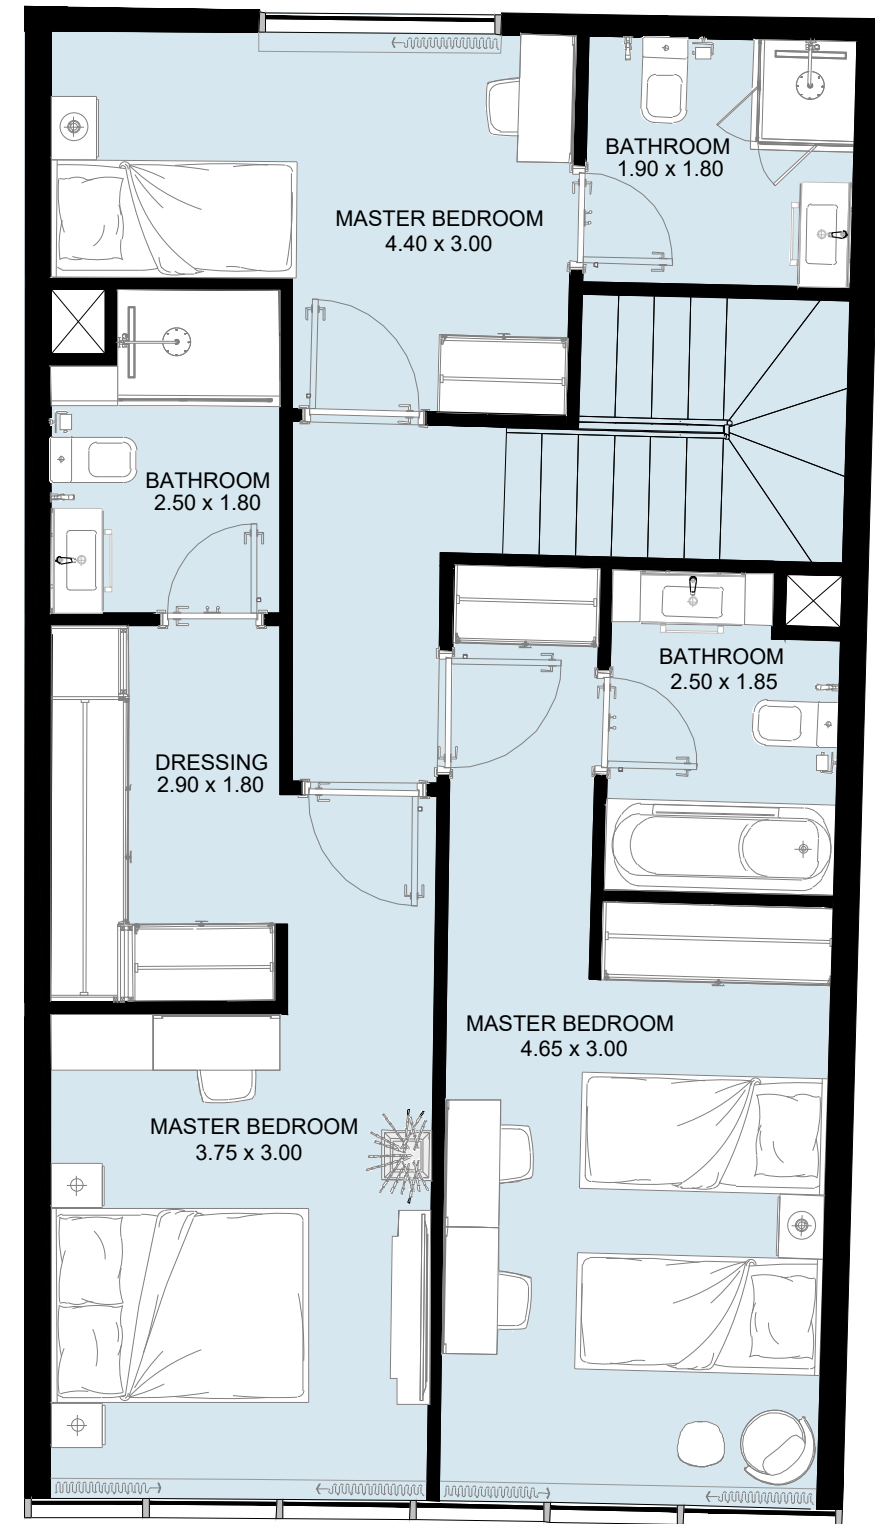 BATHROOM
1.90 x 1.80
MASTER BEDROOM
4.40 x 3.00
BATHROOM
2.50 x 1.80
BATHROOM
2.50 x 1.85
DRESSING
2.90 x 1.80
MASTER BEDROOM
4.65 x 3.00
MASTER BEDROOM
3.75 x 3.00